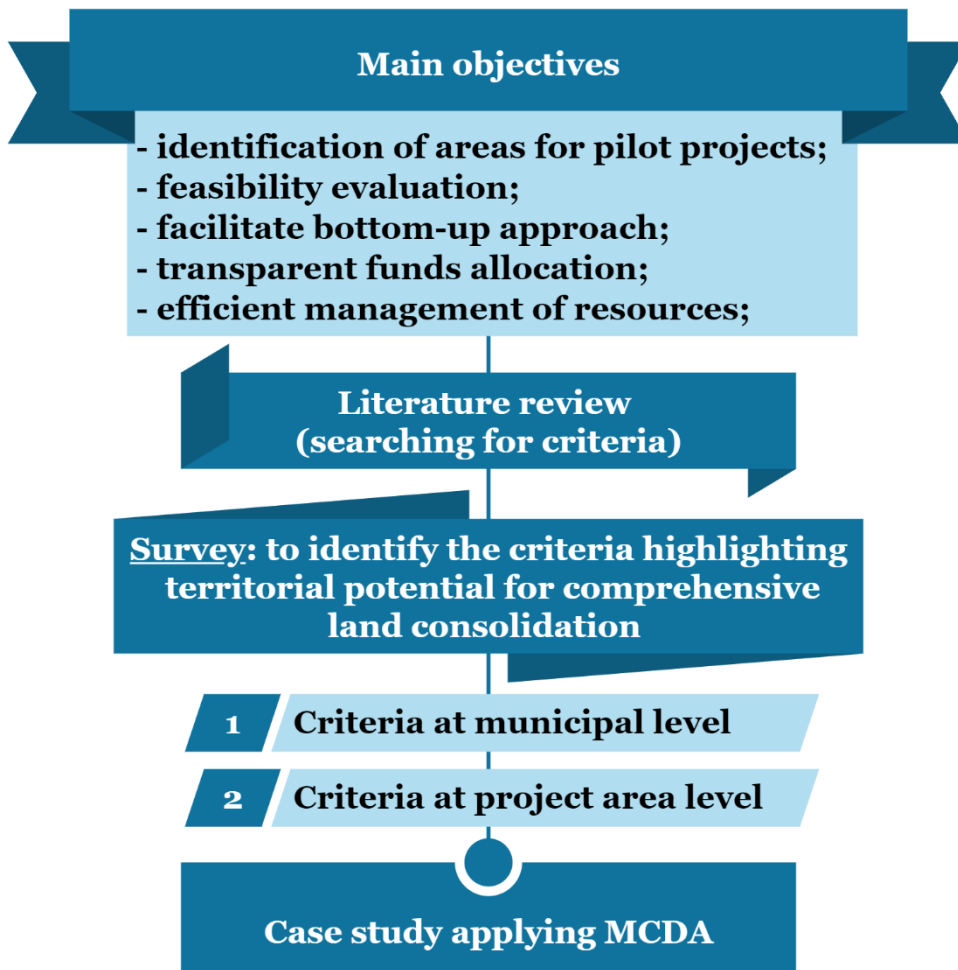 Main objectives
- identification of areas for pilot projects;
- feasibility evaluation;
- facilitate bottom-up approach;
- transparent funds allocation;
- efficient management of resources;
Literature review
(searching for criteria)
Survey: to identify the criteria highlighting
territorial potential for comprehensive
land consolidation
1 Criteria at municipal level
2 Criteria at project area level
Case study applying MCDA